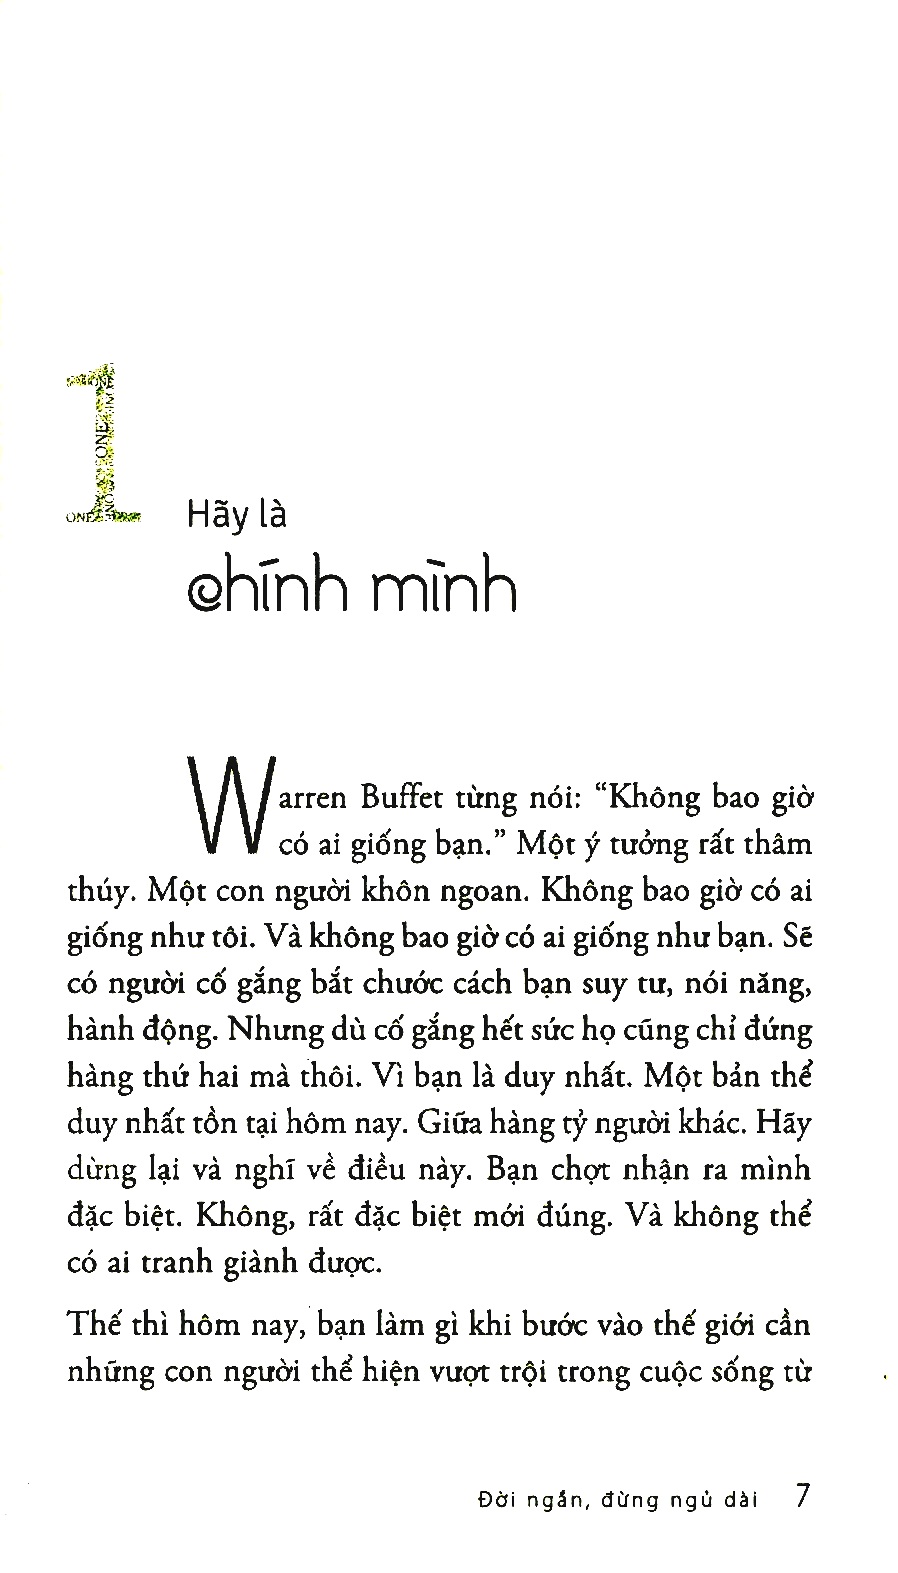 1
Hãy là
chính mình
Warren Buffet từng nói: “Không bao giờ
có ai giống bạn.” Một ý tưởng rất thâm
thúy. Một con người khôn ngoan. Không bao giờ có ai
giống như tôi. Và không bao giờ có ai giống như bạn. Sẽ
có người cố gắng bắt chước cách bạn suy tư, nói năng,
hành động. Nhưng dù cố gắng hết sức họ cũng chỉ đứng
hàng thứ hai mà thôi. Vì bạn là duy nhất. Một bản thể
duy nhất tồn tại hôm nay. Giữa hàng tỷ người khác. Hãy
dừng lại và nghĩ về điều này. Bạn chợt nhận ra mình
đặc biệt. Không, rất đặc biệt mới đúng. Và không thể
có ai tranh giành được.
Thế thì hôm nay, bạn làm gì khi bước vào thế giới cần
những con người thể hiện vượt trội trong cuộc sống từ
Đời ngắn, đừng ngủ dài 7